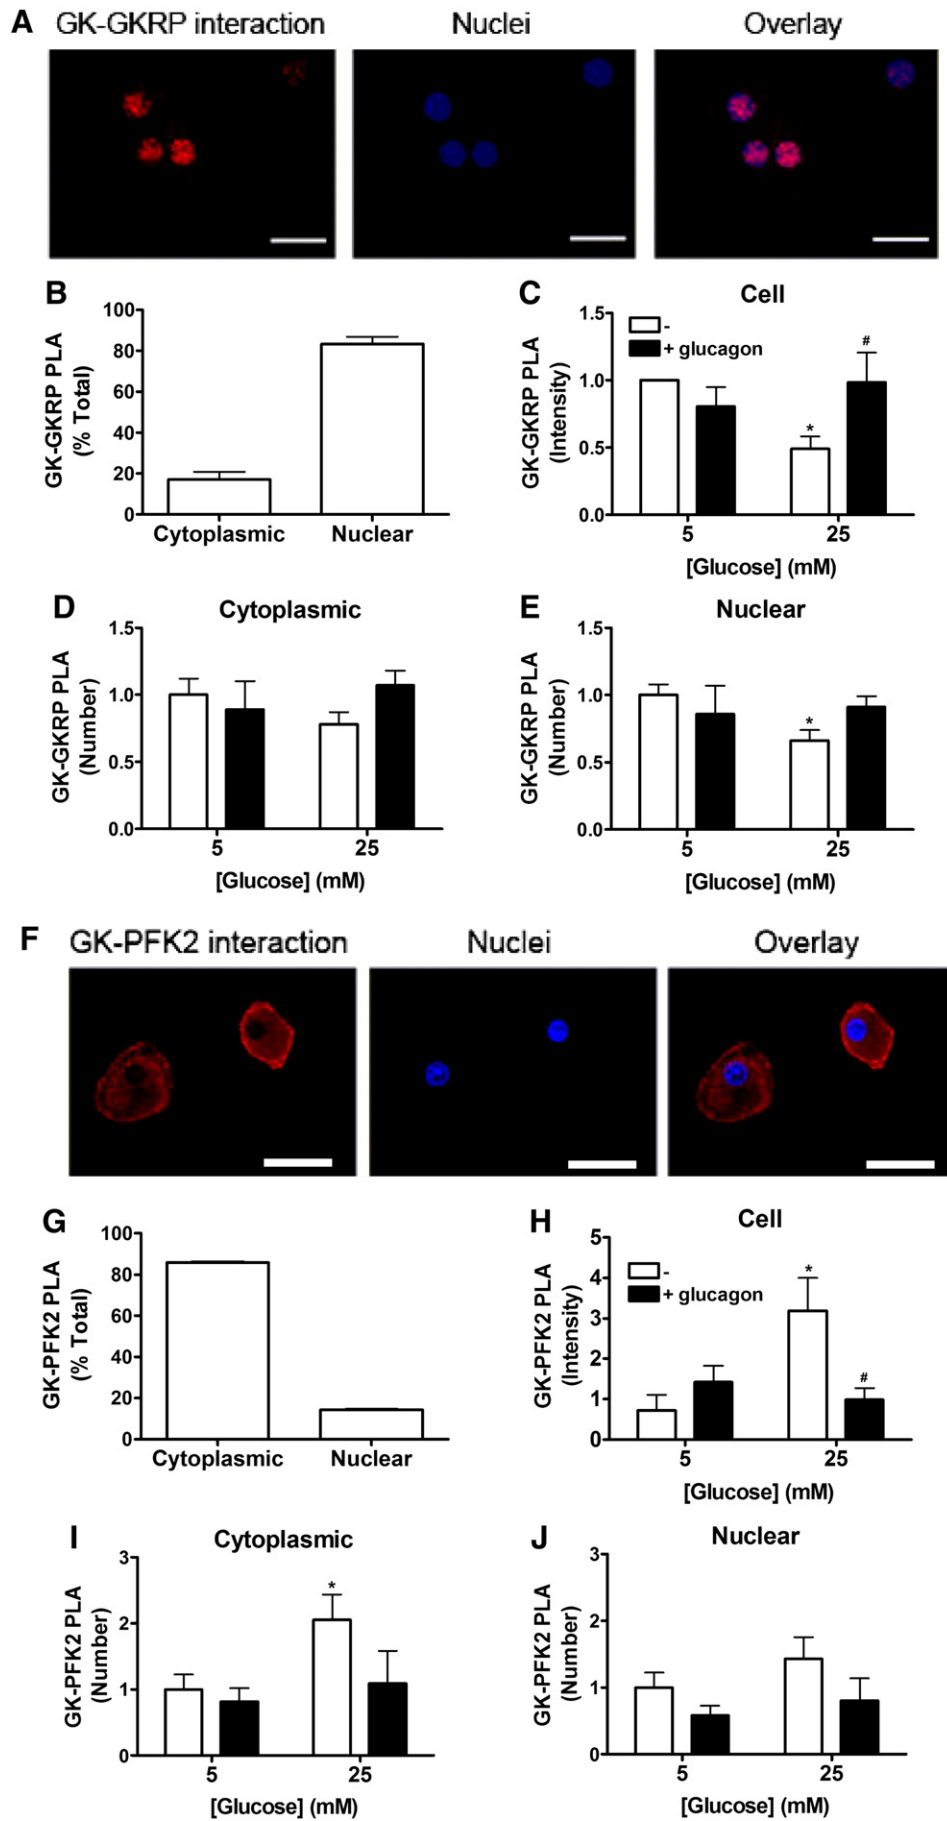 A
GK-GKRP interaction
Nuclei
Overlay
B
GK-GKRP PLA
(% Total)
100
80
60
40
20
0
Cytoplasmic
Nuclear
C
Cell
GK-GKRP PLA
(Intensity)
1.5
1.0
0.5
0.0
-
+ glucagon
*
#
5
25
[Glucose] (mM)
D
Cytoplasmic
GK-GKRP PLA
(Number)
1.5
1.0
0.5
0.0
5
25
[Glucose] (mM)
E
Nuclear
GK-GKRP PLA
(Number)
1.5
1.0
0.5
0.0
*
5
25
[Glucose] (mM)
F
GK-PFK2 interaction
Nuclei
Overlay
G
GK-PFK2 PLA
(% Total)
100
80
60
40
20
0
Cytoplasmic
Nuclear
H
Cell
GK-PFK2 PLA
(Intensity)
5
4
3
2
1
0
-
+ glucagon
*
#
5
25
[Glucose] (mM)
I
Cytoplasmic
GK-PFK2 PLA
(Number)
3
2
1
0
*
5
25
[Glucose] (mM)
J
Nuclear
GK-PFK2 PLA
(Number)
3
2
1
0
5
25
[Glucose] (mM)